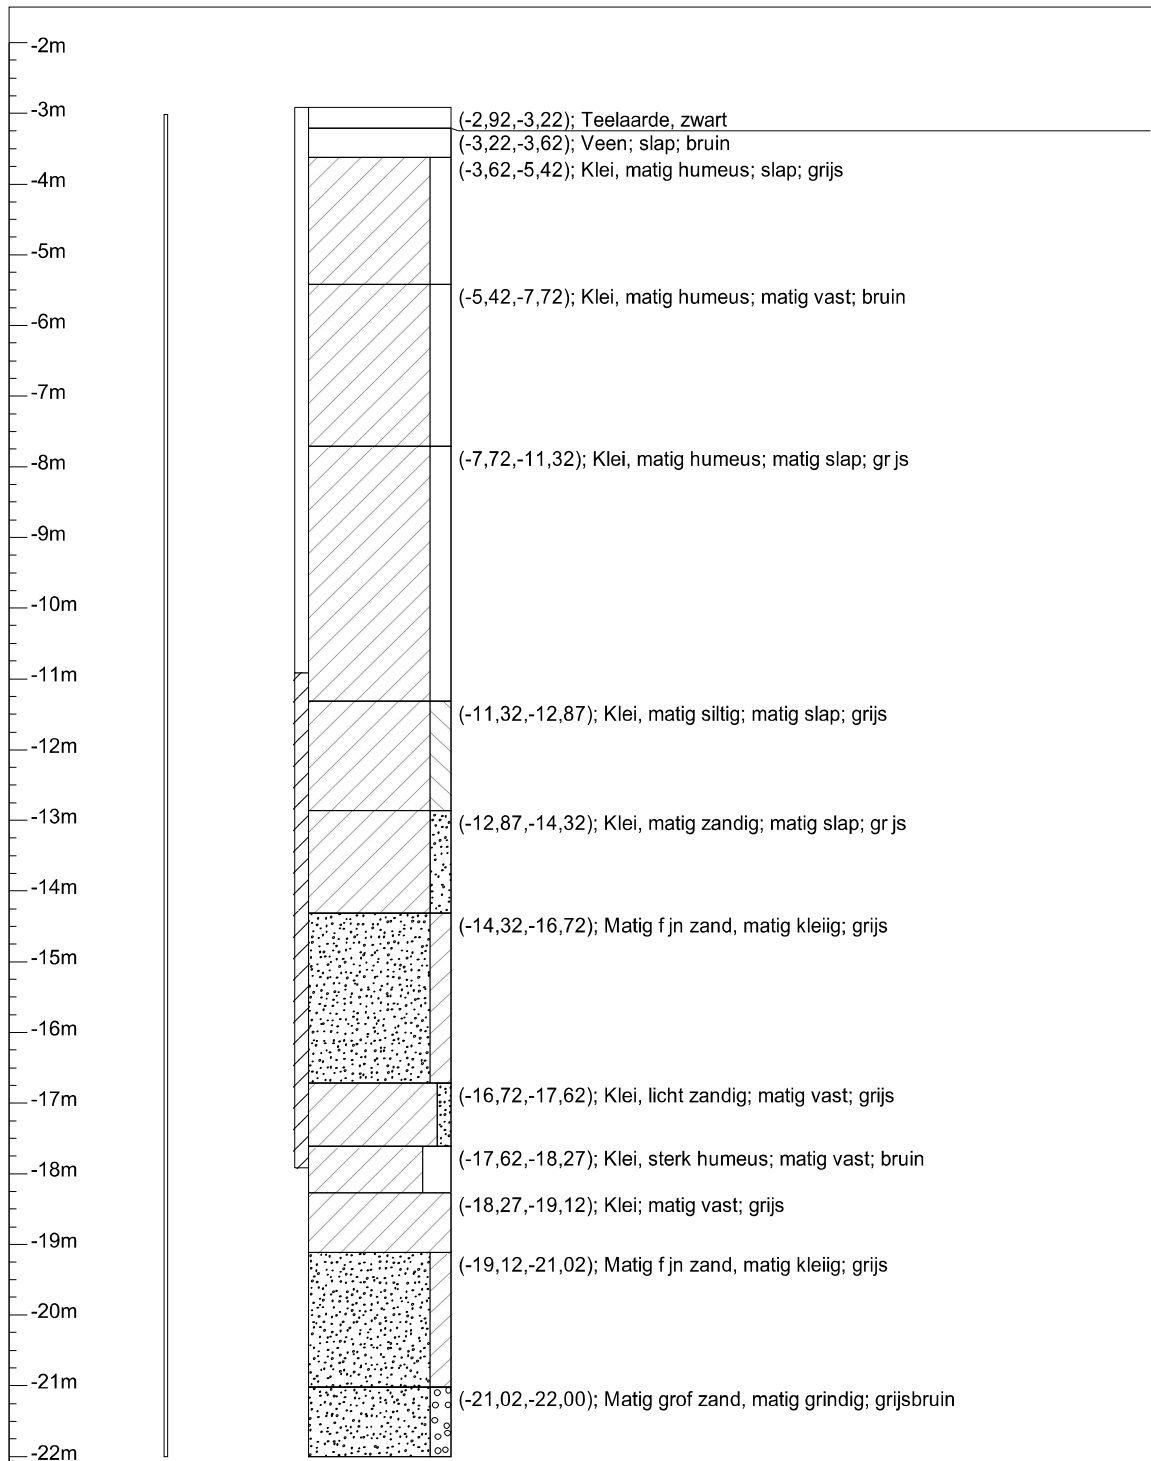 -2m
-3m
(-2,92,-3,22); Teelaarde, zwart
(-3,22,-3,62); Veen; slap; bruin
-4m
(-3,62,-5,42); Klei, matig humeus; slap; grijs
-5m
(-5,42,-7,72); Klei, matig humeus; matig vast; bruin
-6m
-7m
-8m
(-7,72,-11,32); Klei, matig humeus; matig slap; gr js
-9m
-10m
-11m
(-11,32,-12,87); Klei, matig siltig; matig slap; grijs
-12m
-13m
(-12,87,-14,32); Klei, matig zandig; matig slap; gr js
-14m
(-14,32,-16,72); Matig f jn zand, matig kleiig; grijs
-15m
-16m
-17m
(-16,72,-17,62); Klei, licht zandig; matig vast; grijs
(-17,62,-18,27); Klei, sterk humeus; matig vast; bruin
-18m
(-18,27,-19,12); Klei; matig vast; grijs
-19m
(-19,12,-21,02); Matig f jn zand, matig kleiig; grijs
-20m
-21m
(-21,02,-22,00); Matig grof zand, matig grindig; grijsbruin
-22m